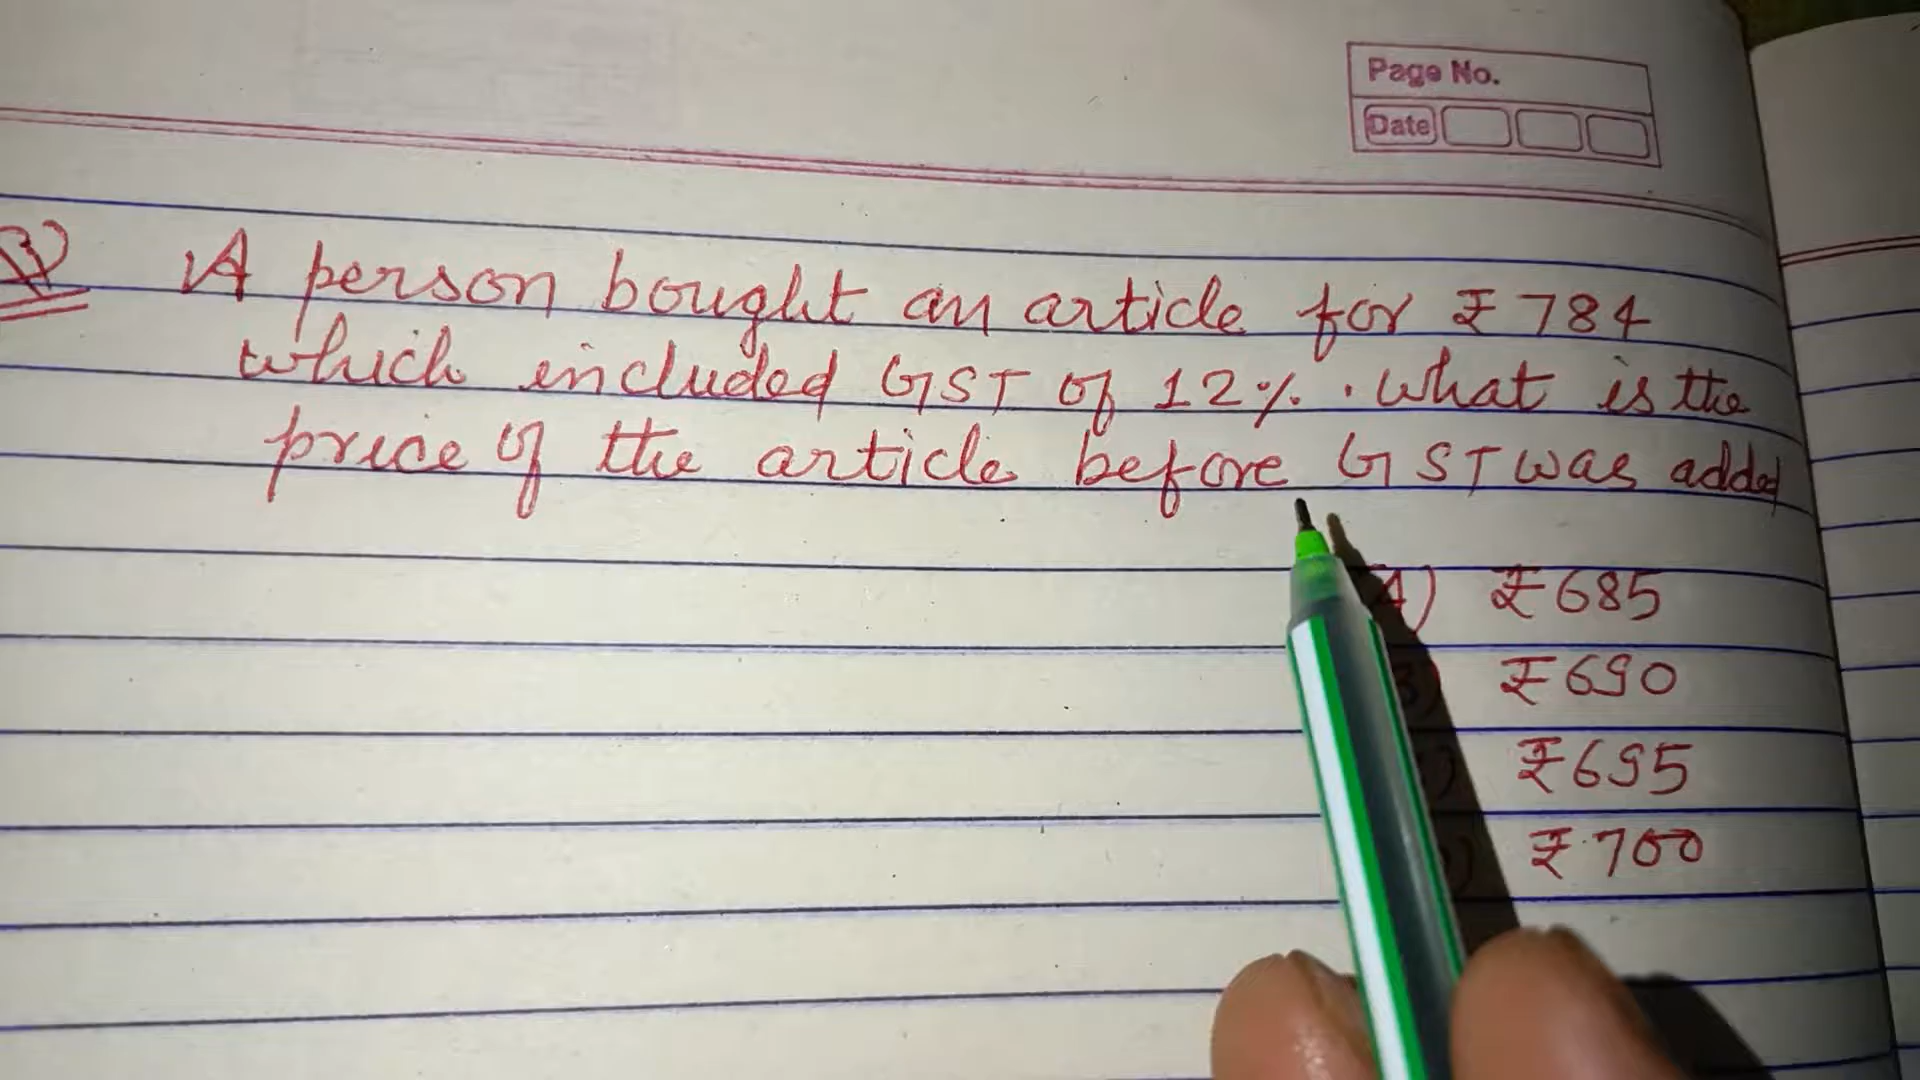 Page No.
Date
Q) A person bought an article for ₹ 784
which included GST of 12%. What is the
price of the article before GST was added
A) ₹ 685
B) ₹ 690
) ₹ 695
) ₹ 700